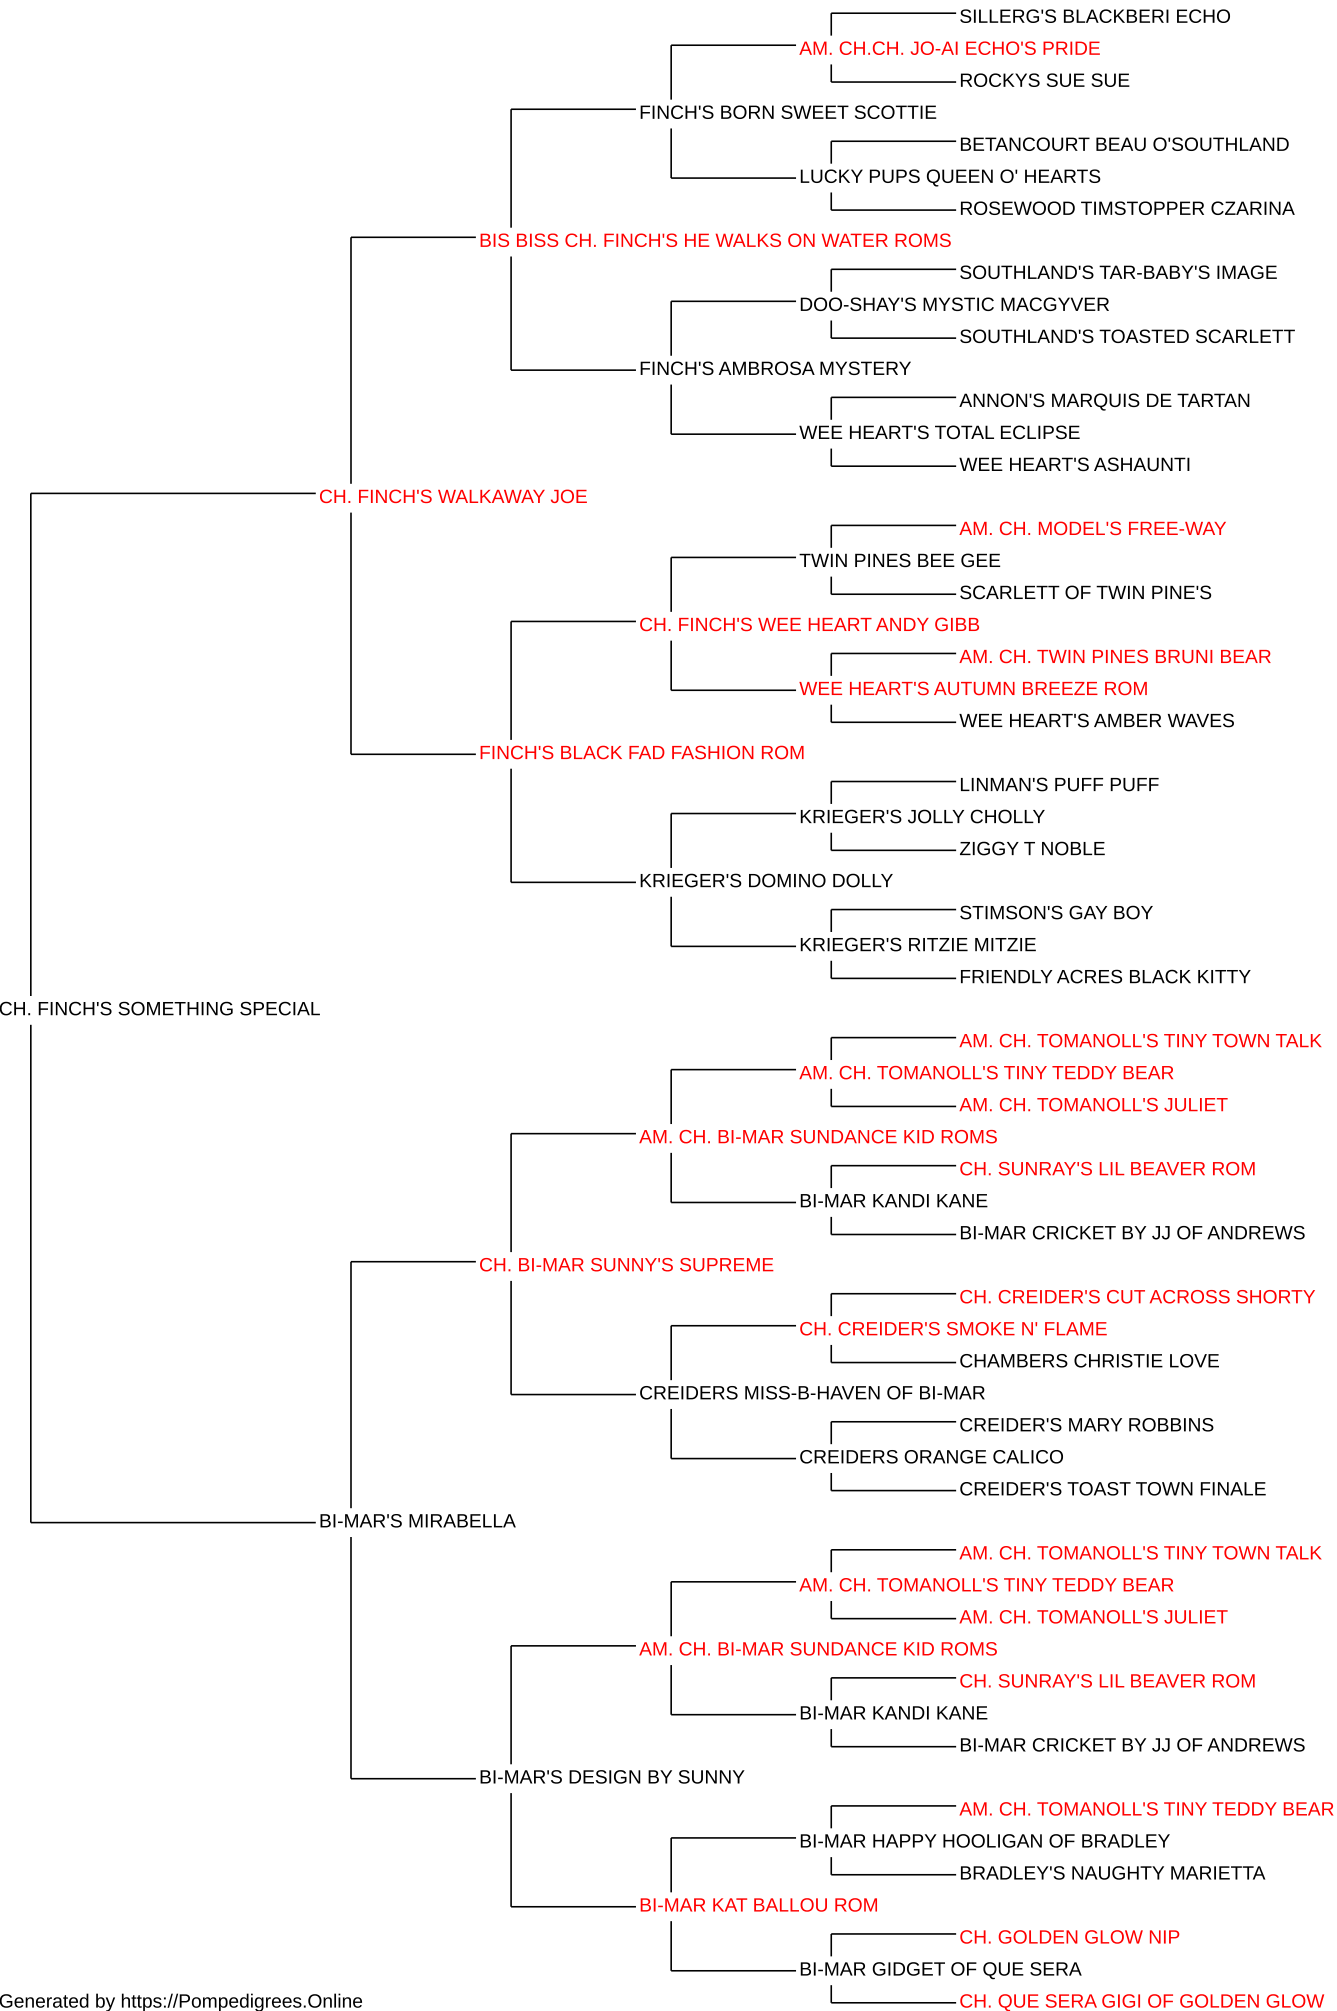 SILLERG'S BLACKBERI ECHO
AM. CH.CH. JO-AI ECHO'S PRIDE
ROCKYS SUE SUE
FINCH'S BORN SWEET SCOTTIE
BETANCOURT BEAU O'SOUTHLAND
LUCKY PUPS QUEEN O' HEARTS
ROSEWOOD TIMSTOPPER CZARINA
BIS BISS CH. FINCH'S HE WALKS ON WATER ROMS
SOUTHLAND'S TAR-BABY'S IMAGE
DOO-SHAY'S MYSTIC MACGYVER
SOUTHLAND'S TOASTED SCARLETT
FINCH'S AMBROSA MYSTERY
ANNON'S MARQUIS DE TARTAN
WEE HEART'S TOTAL ECLIPSE
WEE HEART'S ASHAUNTI
CH. FINCH'S WALKAWAY JOE
AM. CH. MODEL'S FREE-WAY
TWIN PINES BEE GEE
SCARLETT OF TWIN PINE'S
CH. FINCH'S WEE HEART ANDY GIBB
AM. CH. TWIN PINES BRUNI BEAR
WEE HEART'S AUTUMN BREEZE ROM
WEE HEART'S AMBER WAVES
FINCH'S BLACK FAD FASHION ROM
LINMAN'S PUFF PUFF
KRIEGER'S JOLLY CHOLLY
ZIGGY T NOBLE
KRIEGER'S DOMINO DOLLY
STIMSON'S GAY BOY
KRIEGER'S RITZIE MITZIE
FRIENDLY ACRES BLACK KITTY
CH. FINCH'S SOMETHING SPECIAL
AM. CH. TOMANOLL'S TINY TOWN TALK
AM. CH. TOMANOLL'S TINY TEDDY BEAR
AM. CH. TOMANOLL'S JULIET
AM. CH. BI-MAR SUNDANCE KID ROMS
CH. SUNRAY'S LIL BEAVER ROM
BI-MAR KANDI KANE
BI-MAR CRICKET BY JJ OF ANDREWS
CH. BI-MAR SUNNY'S SUPREME
CH. CREIDER'S CUT ACROSS SHORTY
CH. CREIDER'S SMOKE N' FLAME
CHAMBERS CHRISTIE LOVE
CREIDERS MISS-B-HAVEN OF BI-MAR
CREIDER'S MARY ROBBINS
CREIDERS ORANGE CALICO
CREIDER'S TOAST TOWN FINALE
BI-MAR'S MIRABELLA
AM. CH. TOMANOLL'S TINY TOWN TALK
AM. CH. TOMANOLL'S TINY TEDDY BEAR
AM. CH. TOMANOLL'S JULIET
AM. CH. BI-MAR SUNDANCE KID ROMS
CH. SUNRAY'S LIL BEAVER ROM
BI-MAR KANDI KANE
BI-MAR CRICKET BY JJ OF ANDREWS
BI-MAR'S DESIGN BY SUNNY
AM. CH. TOMANOLL'S TINY TEDDY BEAR
BI-MAR HAPPY HOOLIGAN OF BRADLEY
BRADLEY'S NAUGHTY MARIETTA
BI-MAR KAT BALLOU ROM
CH. GOLDEN GLOW NIP
BI-MAR GIDGET OF QUE SERA
CH. QUE SERA GIGI OF GOLDEN GLOW
Generated by https://Pompedigrees.Online